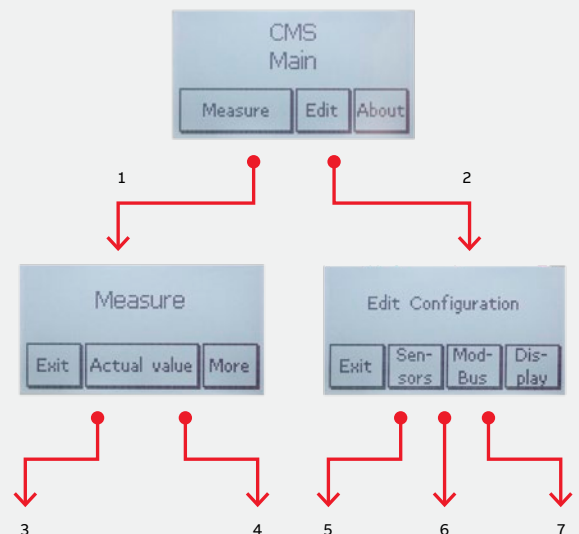 CMS
Main
Measure Edit About
1 2
Measure
Exit Actual value More
Edit Configuration
Exit Sen-
sors Mod-
Bus Dis-
play
3 4 5 6 7